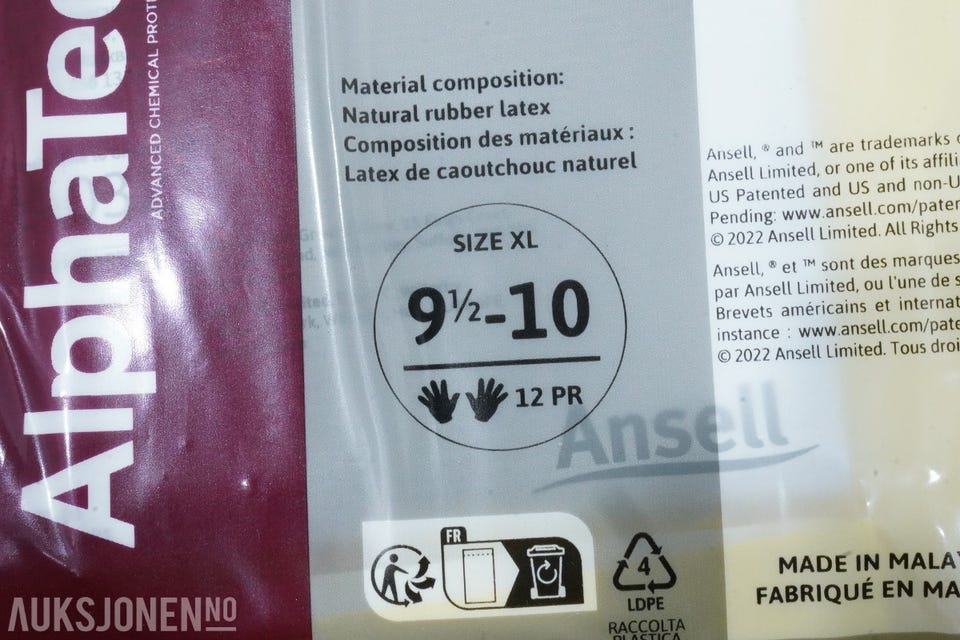 AlphaTec
ADVANCED CHEMICAL PROT
Material composition:
Natural rubber latex
Composition des matériaux :
Latex de caoutchouc naturel
SIZE XL
9½-10
12 PR
Ansell
FR
4
LDPE
RACCOLTA
PLASTICA
Ansell, ® and ™ are trademarks o
Ansell Limited, or one of its affili
US Patented and US and non-U
Pending: www.ansell.com/paten
© 2022 Ansell Limited. All Rights
Ansell, ® et ™ sont des marques
par Ansell Limited, ou l'une de s
Brevets américains et internat
instance : www.ansell.com/pate
© 2022 Ansell Limited. Tous droi
MADE IN MALAY
FABRIQUÉ EN MA
AUKSJONEN.NO